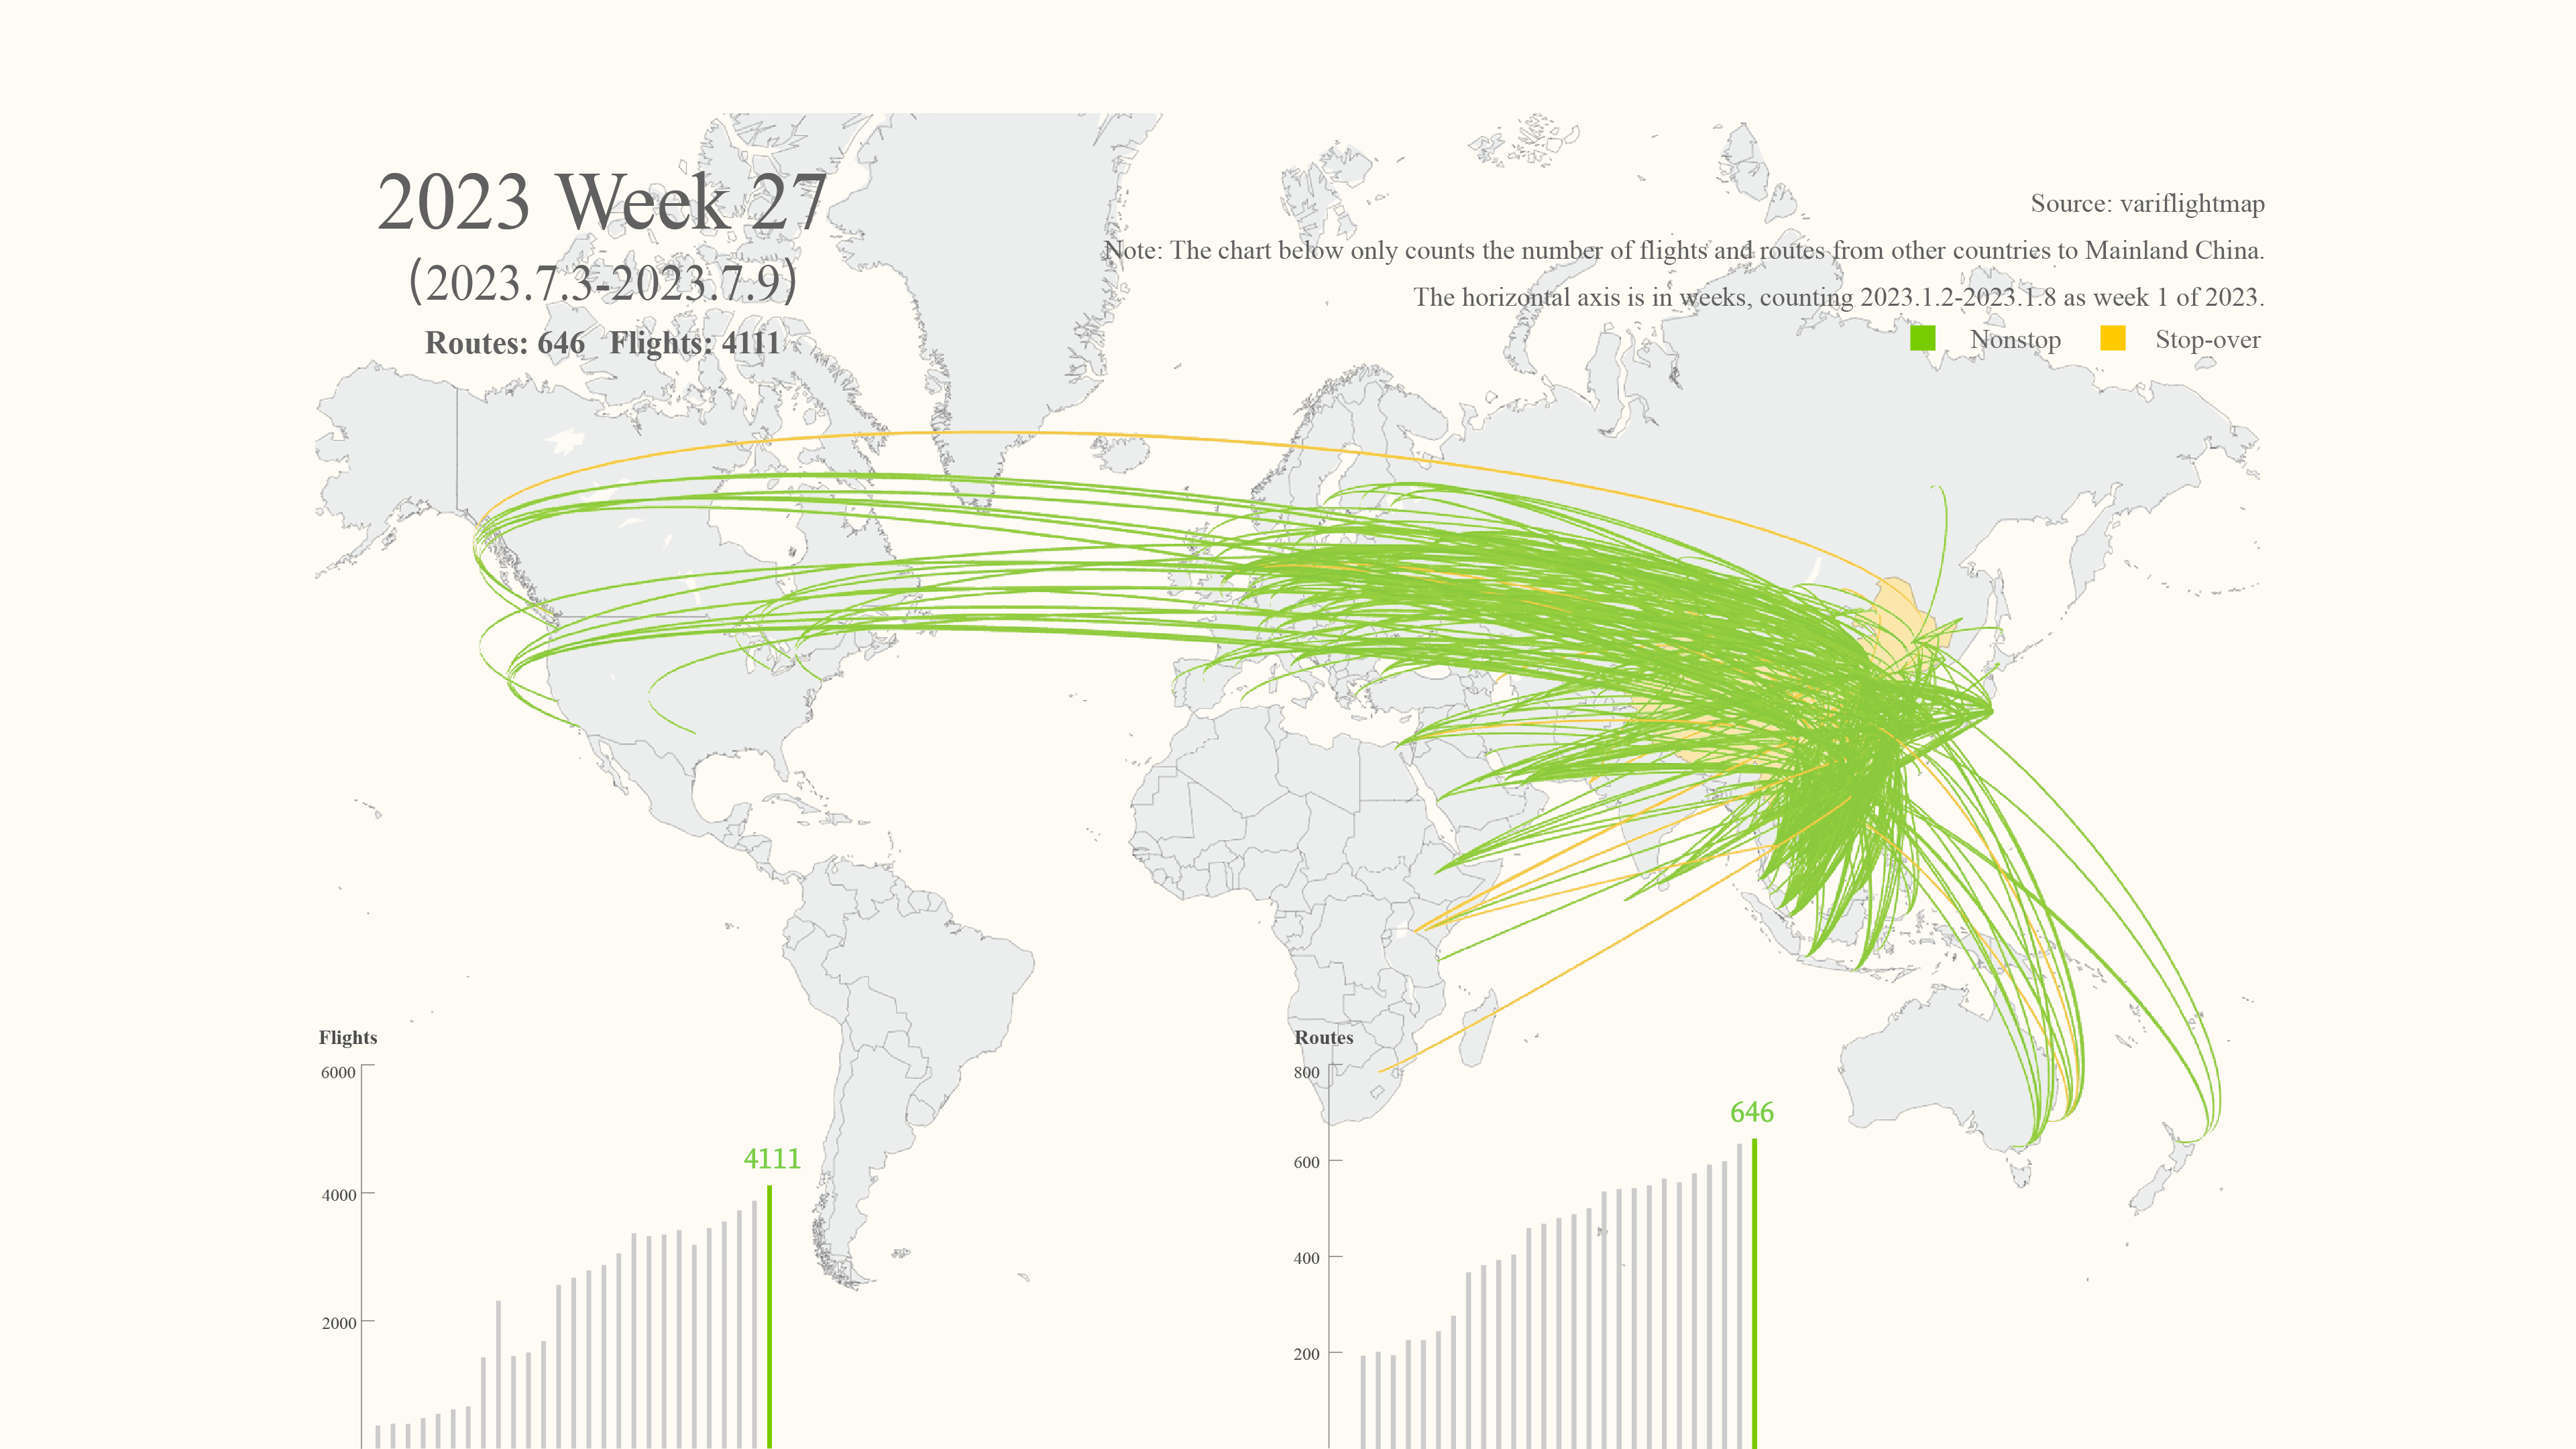 2023 Week 27
(2023.7.3-2023.7.9)
Routes: 646 Flights: 4111
Source: variflightmap
Note: The chart below only counts the number of flights and routes from other countries to Mainland China.
The horizontal axis is in weeks, counting 2023.1.2-2023.1.8 as week 1 of 2023.
Nonstop Stop-over
Flights
6000
4000
2000
4111
Routes
800
600
400
200
646